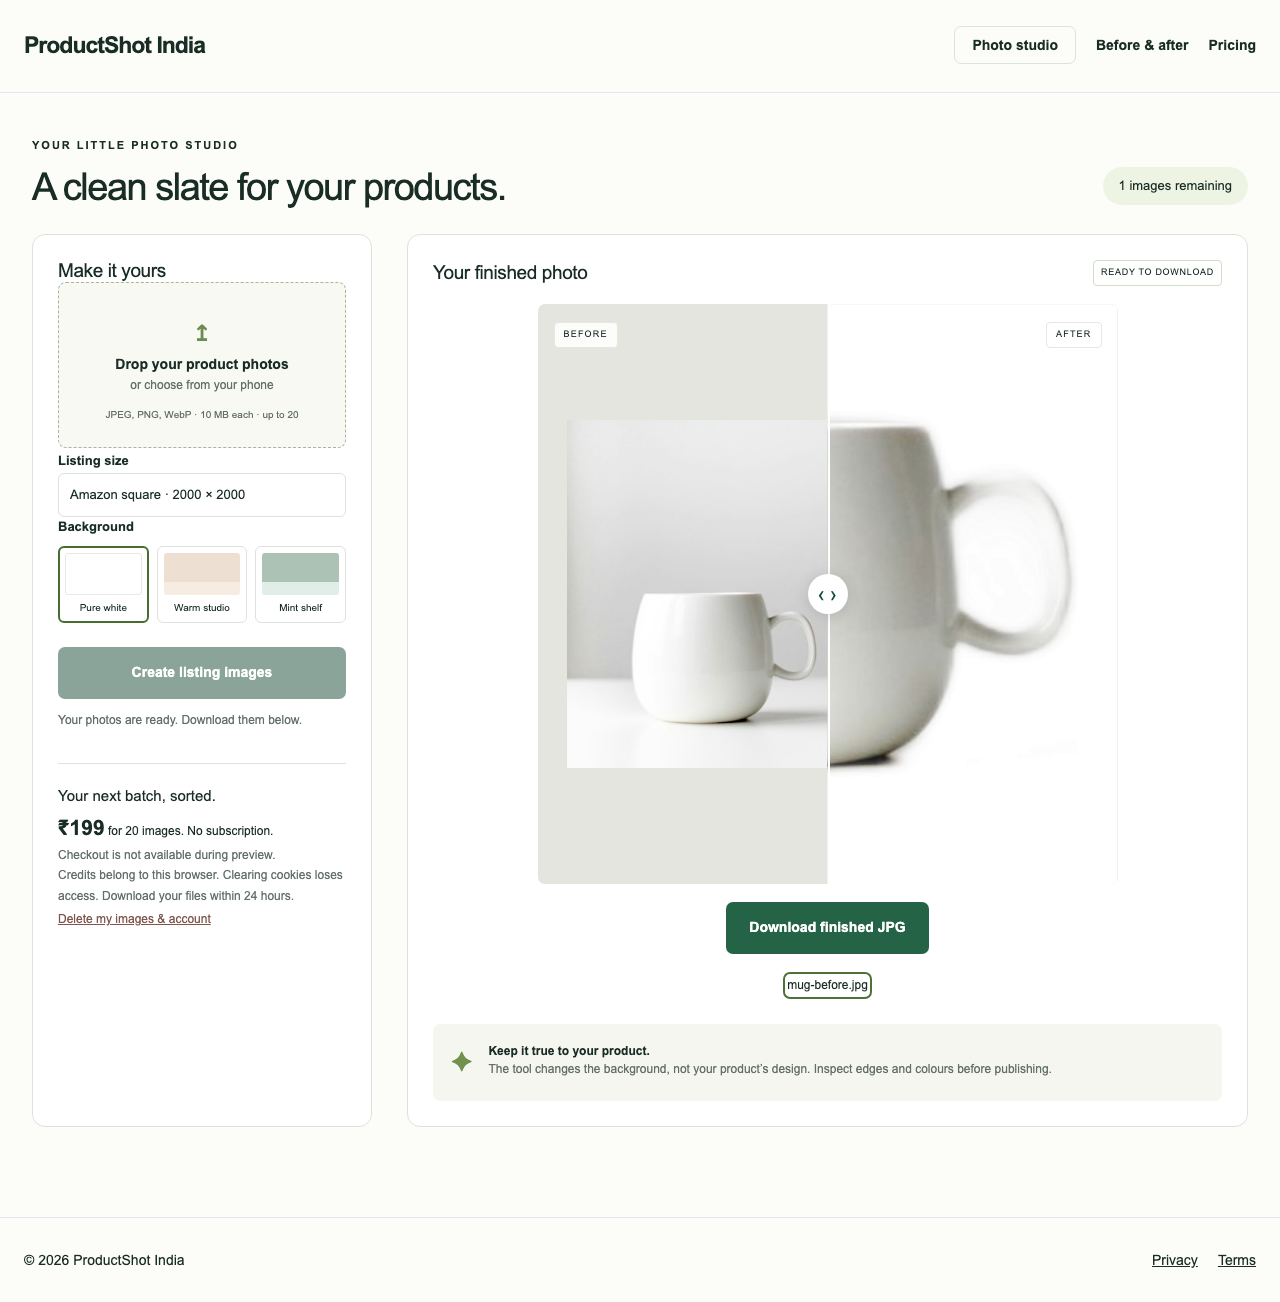 ProductShot India
Photo studio
Before & after
Pricing
YOUR LITTLE PHOTO STUDIO
A clean slate for your products.
1 images remaining
Make it yours
↥
Drop your product photos
or choose from your phone
JPEG, PNG, WebP · 10 MB each · up to 20
Listing size
Amazon square · 2000 × 2000
Background
Pure white
Warm studio
Mint shelf
Create listing images
Your photos are ready. Download them below.
Your next batch, sorted.
₹199 for 20 images. No subscription.
Checkout is not available during preview.
Credits belong to this browser. Clearing cookies loses
access. Download your files within 24 hours.
Delete my images & account
Your finished photo
READY TO DOWNLOAD
BEFORE
AFTER
‹ ›
Download finished JPG
mug-before.jpg
✦
Keep it true to your product.
The tool changes the background, not your product's design. Inspect edges and colours before publishing.
© 2026 ProductShot India
Privacy
Terms